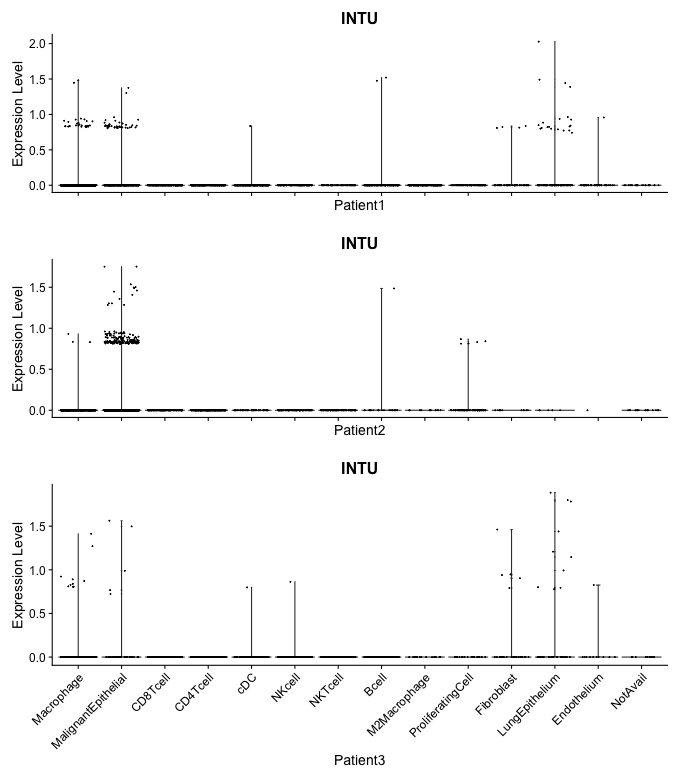 INTU
Expression Level
2.0
1.5
1.0
0.5
0.0
Patient1
INTU
Expression Level
1.5
1.0
0.5
0.0
Patient2
INTU
Expression Level
1.5
1.0
0.5
0.0
Macrophage
MalignantEpithelial
CD8Tcell
CD4Tcell
cDC
NKcell
NKTcell
Bcell
M2Macrophage
ProliferatingCell
Fibroblast
LungEpithelium
Endothelium
NotAvail
Patient3